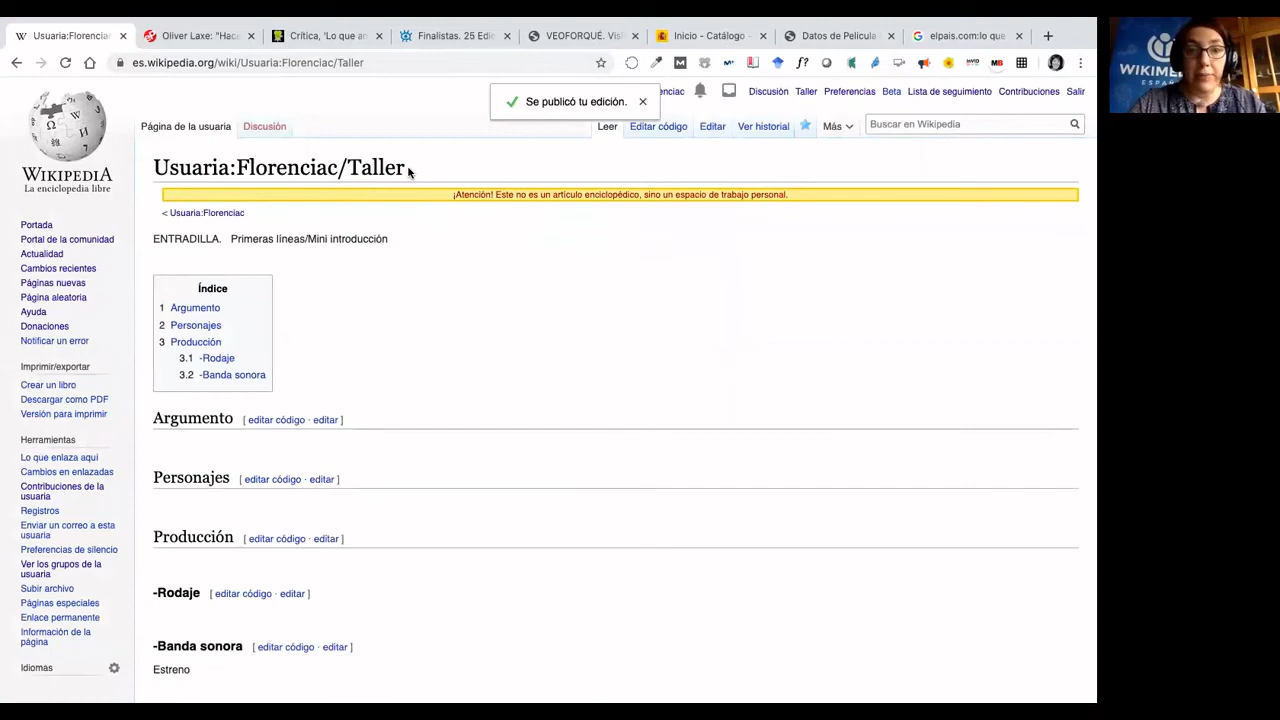 Usuaria:Florencia
Oliver Laxe: "Hace
Crítica, 'Lo que an
Finalistas. 25 Edi
VEOFORQUÉ. Visi
Inicio - Catálogo
Datos de Película
elpais.com:lo que
es.wikipedia.org/wiki/Usuaria:Florenciac/Taller
Se publicó tu edición.
enciac
Discusión
Taller
Preferencias
Beta
Lista de seguimiento
Contribuciones
Salir
Página de la usuaria
Discusión
Leer
Editar código
Editar
Ver historial
Más
Buscar en Wikipedia
WIKIPEDIA
La enciclopedia libre
Usuaria:Florenciac/Taller
¡Atención! Este no es un artículo enciclopédico, sino un espacio de trabajo personal.
< Usuaria:Florenciac
ENTRADILLA. Primeras líneas/Mini introducción
Índice
1 Argumento
2 Personajes
3 Producción
3.1 -Rodaje
3.2 -Banda sonora
Argumento [ editar código · editar ]
Personajes [ editar código · editar ]
Producción [ editar código · editar ]
-Rodaje [ editar código · editar ]
-Banda sonora [ editar código · editar ]
Estreno
Portada
Portal de la comunidad
Actualidad
Cambios recientes
Páginas nuevas
Página aleatoria
Ayuda
Donaciones
Notificar un error
Imprimir/exportar
Crear un libro
Descargar como PDF
Versión para imprimir
Herramientas
Lo que enlaza aquí
Cambios en enlazadas
Contribuciones de la
usuaria
Registros
Enviar un correo a esta
usuaria
Preferencias de silencio
Ver los grupos de la
usuaria
Subir archivo
Páginas especiales
Enlace permanente
Información de la
página
Idiomas